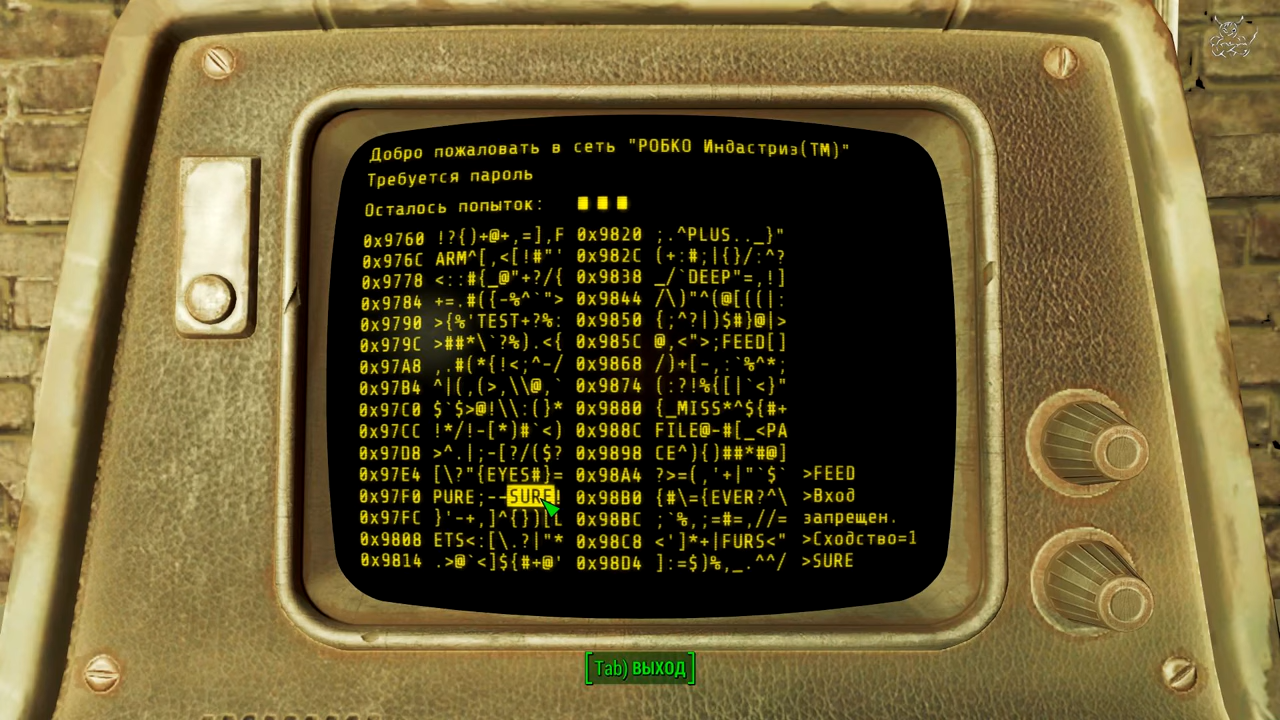 Добро пожаловать в сеть "РОБКО Индастриз(ТМ)"
Требуется пароль
Осталось попыток: ■ ■ ■
0x9760 !?{)+@+,=],F 0x9820 ;.^PLUS.._}"
0x976C ARM^[,<[!#"' 0x982C (+:#;|{}/:^?
0x9778 <::#{_@"+?/{ 0x9838 _/`DEEP"=,!]
0x9784 +=.#({-%^`"> 0x9844 /\)"^(@[((|:
0x9790 >{%'TEST+?%: 0x9850 {;^?|)$#}@|>
0x979C >##*\`?%).<{ 0x985C @,<">;FEED[]
0x97A8 ,.#(*{!<;^-/ 0x9868 /)+[-,:`%^*;
0x97B4 ^|(,(>,\\@,` 0x9874 (:?!%{[|`<}"
0x97C0 $`$>@!\\:(}* 0x9880 {_MISS*^${#+
0x97CC !*/!-[*)#`<) 0x988C FILE@-#[_<PA
0x97D8 >^.|;-[?/($? 0x9898 CE^){)##*#@]
0x97E4 [\?"{EYES#}= 0x98A4 ?>=(,'+|"`$` >FEED
0x97F0 PURE;--SURE! 0x98B0 {#\={EVER?^\ >Вход
0x97FC }'-+,]^{})[L 0x98BC ;`%,;=#=,//= запрещен.
0x9808 ETS<:[\.?|"* 0x98C8 <']*+|FURS<" >Сходство=1
0x9814 .>@`<]${#+@' 0x98D4 ]:=$)%,_.^^/ >SURE
Tab) ВЫХОД